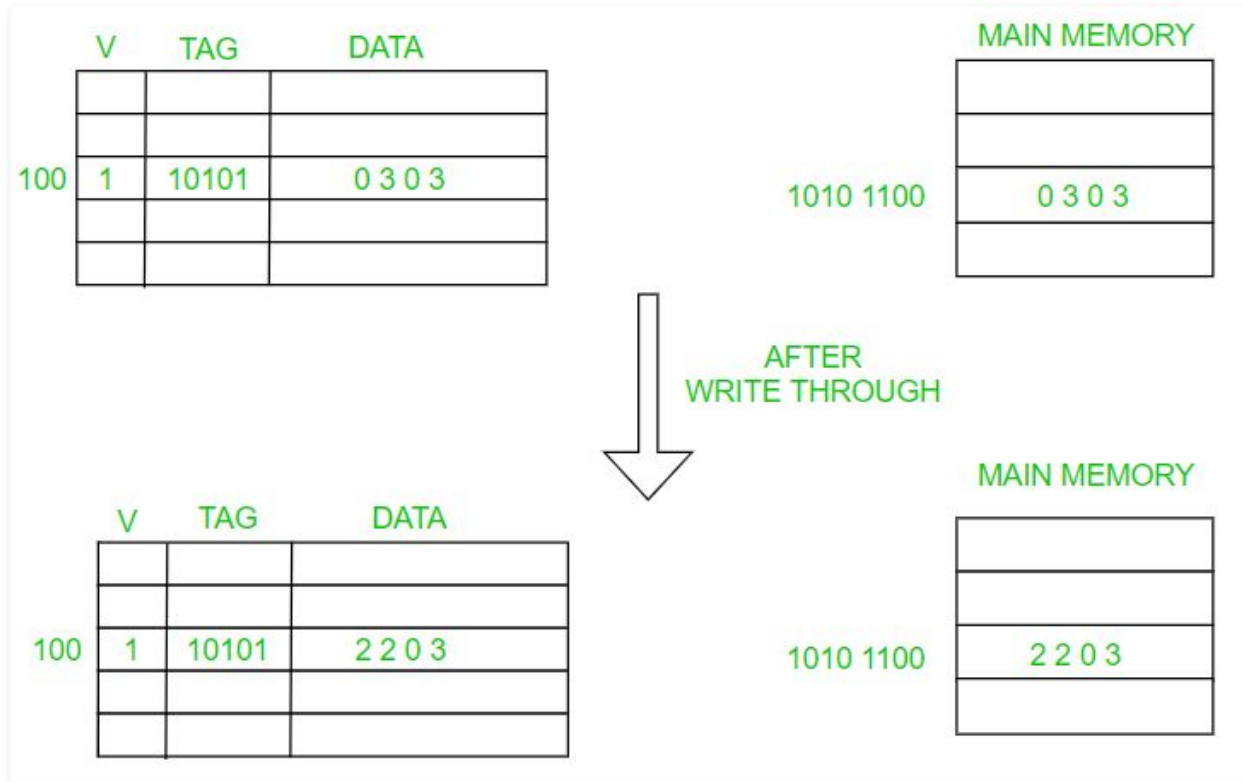 V TAG DATA
MAIN MEMORY
100 1 10101 0 3 0 3
1010 1100 0 3 0 3
AFTER
WRITE THROUGH
MAIN MEMORY
V TAG DATA
100 1 10101 2 2 0 3
1010 1100 2 2 0 3